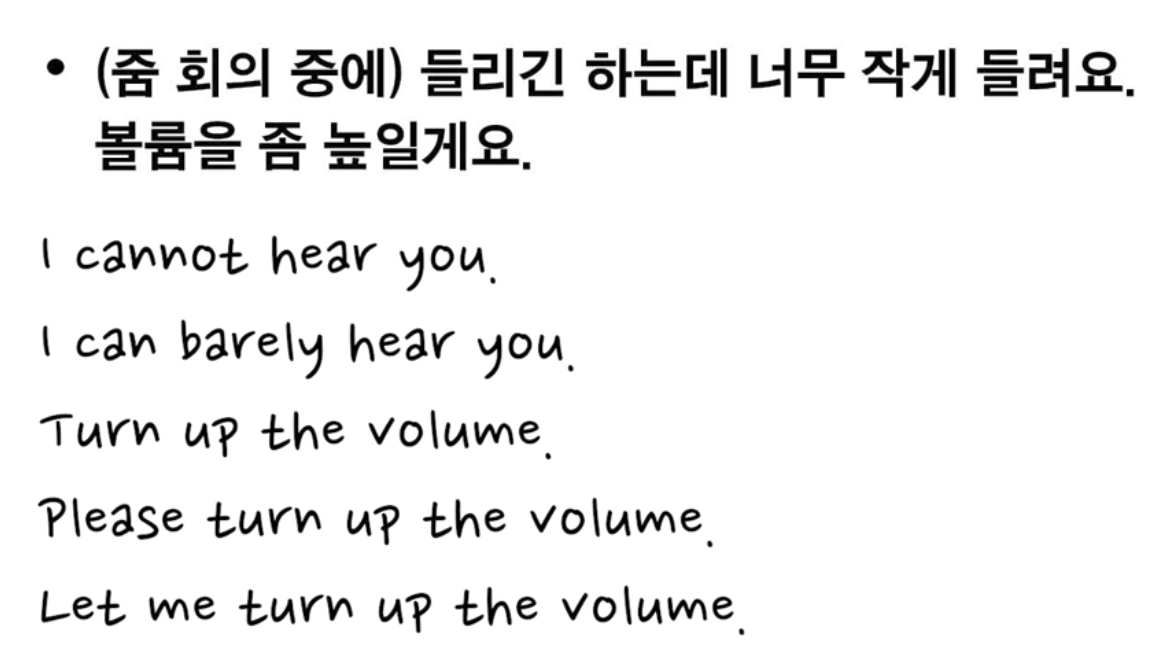 • (줌 회의 중에) 들리긴 하는데 너무 작게 들려요.
볼륨을 좀 높일게요.
I cannot hear you.
I can barely hear you.
Turn up the volume.
Please turn up the volume.
Let me turn up the volume.